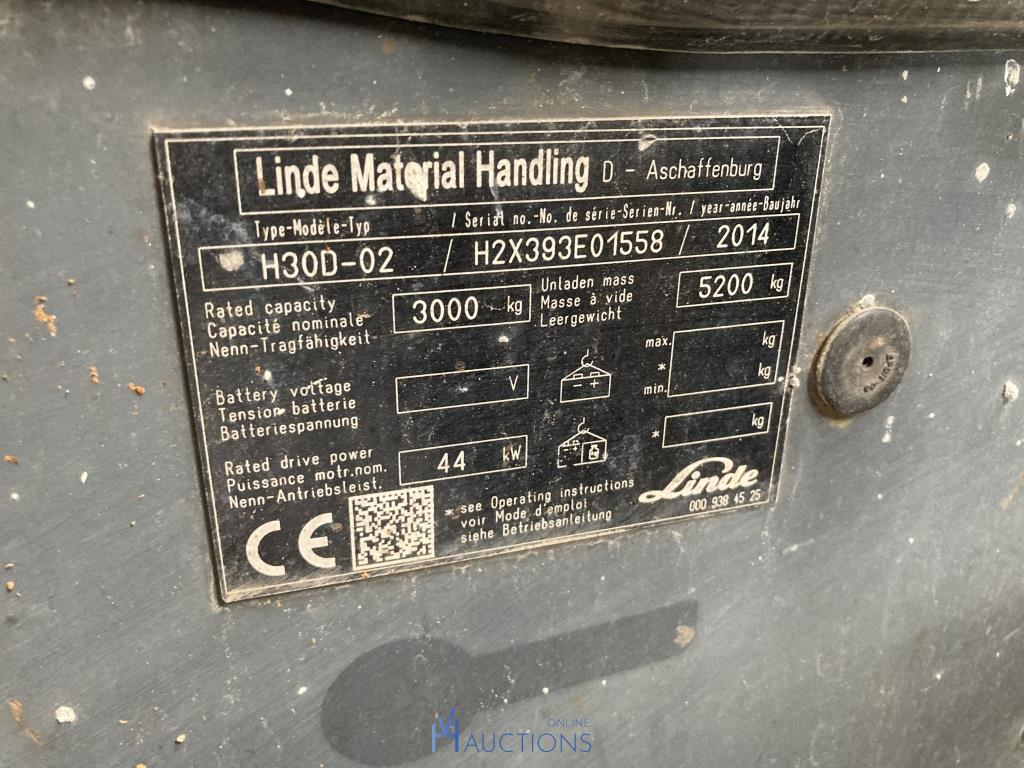 Linde Material Handling D - Aschaffenburg
Type-Modèle-Typ / Serial no.-No. de série-Serien-Nr. / year-année-Baujahr
H30D-02 / H2X393E01558 / 2014
Rated capacity
Capacité nominale
Nenn-Tragfähigkeit
3000 kg
Unladen mass
Masse à vide
Leergewicht
5200 kg
Battery voltage
Tension batterie
Batteriespannung
V
- +
max. kg
*
min. kg
Rated drive power
Puissance motr.nom.
Nenn-Antriebsleist.
44 kW
* kg
CE
* see Operating instructions
voir Mode d'emploi
siehe Betriebsanleitung
Linde
000 938 45 25
ONLINE
AUCTIONS